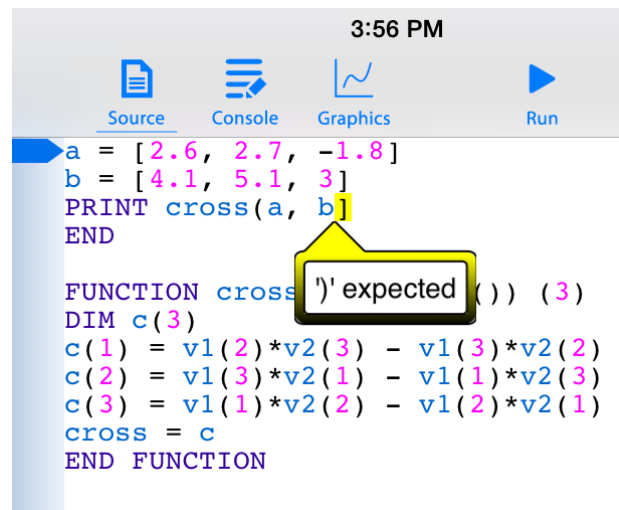 3:56 PM
Source Console Graphics Run
a = [2.6, 2.7, -1.8]
b = [4.1, 5.1, 3]
PRINT cross(a, b]
END
')' expected
FUNCTION cross ()) (3)
DIM c(3)
c(1) = v1(2)*v2(3) - v1(3)*v2(2)
c(2) = v1(3)*v2(1) - v1(1)*v2(3)
c(3) = v1(1)*v2(2) - v1(2)*v2(1)
cross = c
END FUNCTION